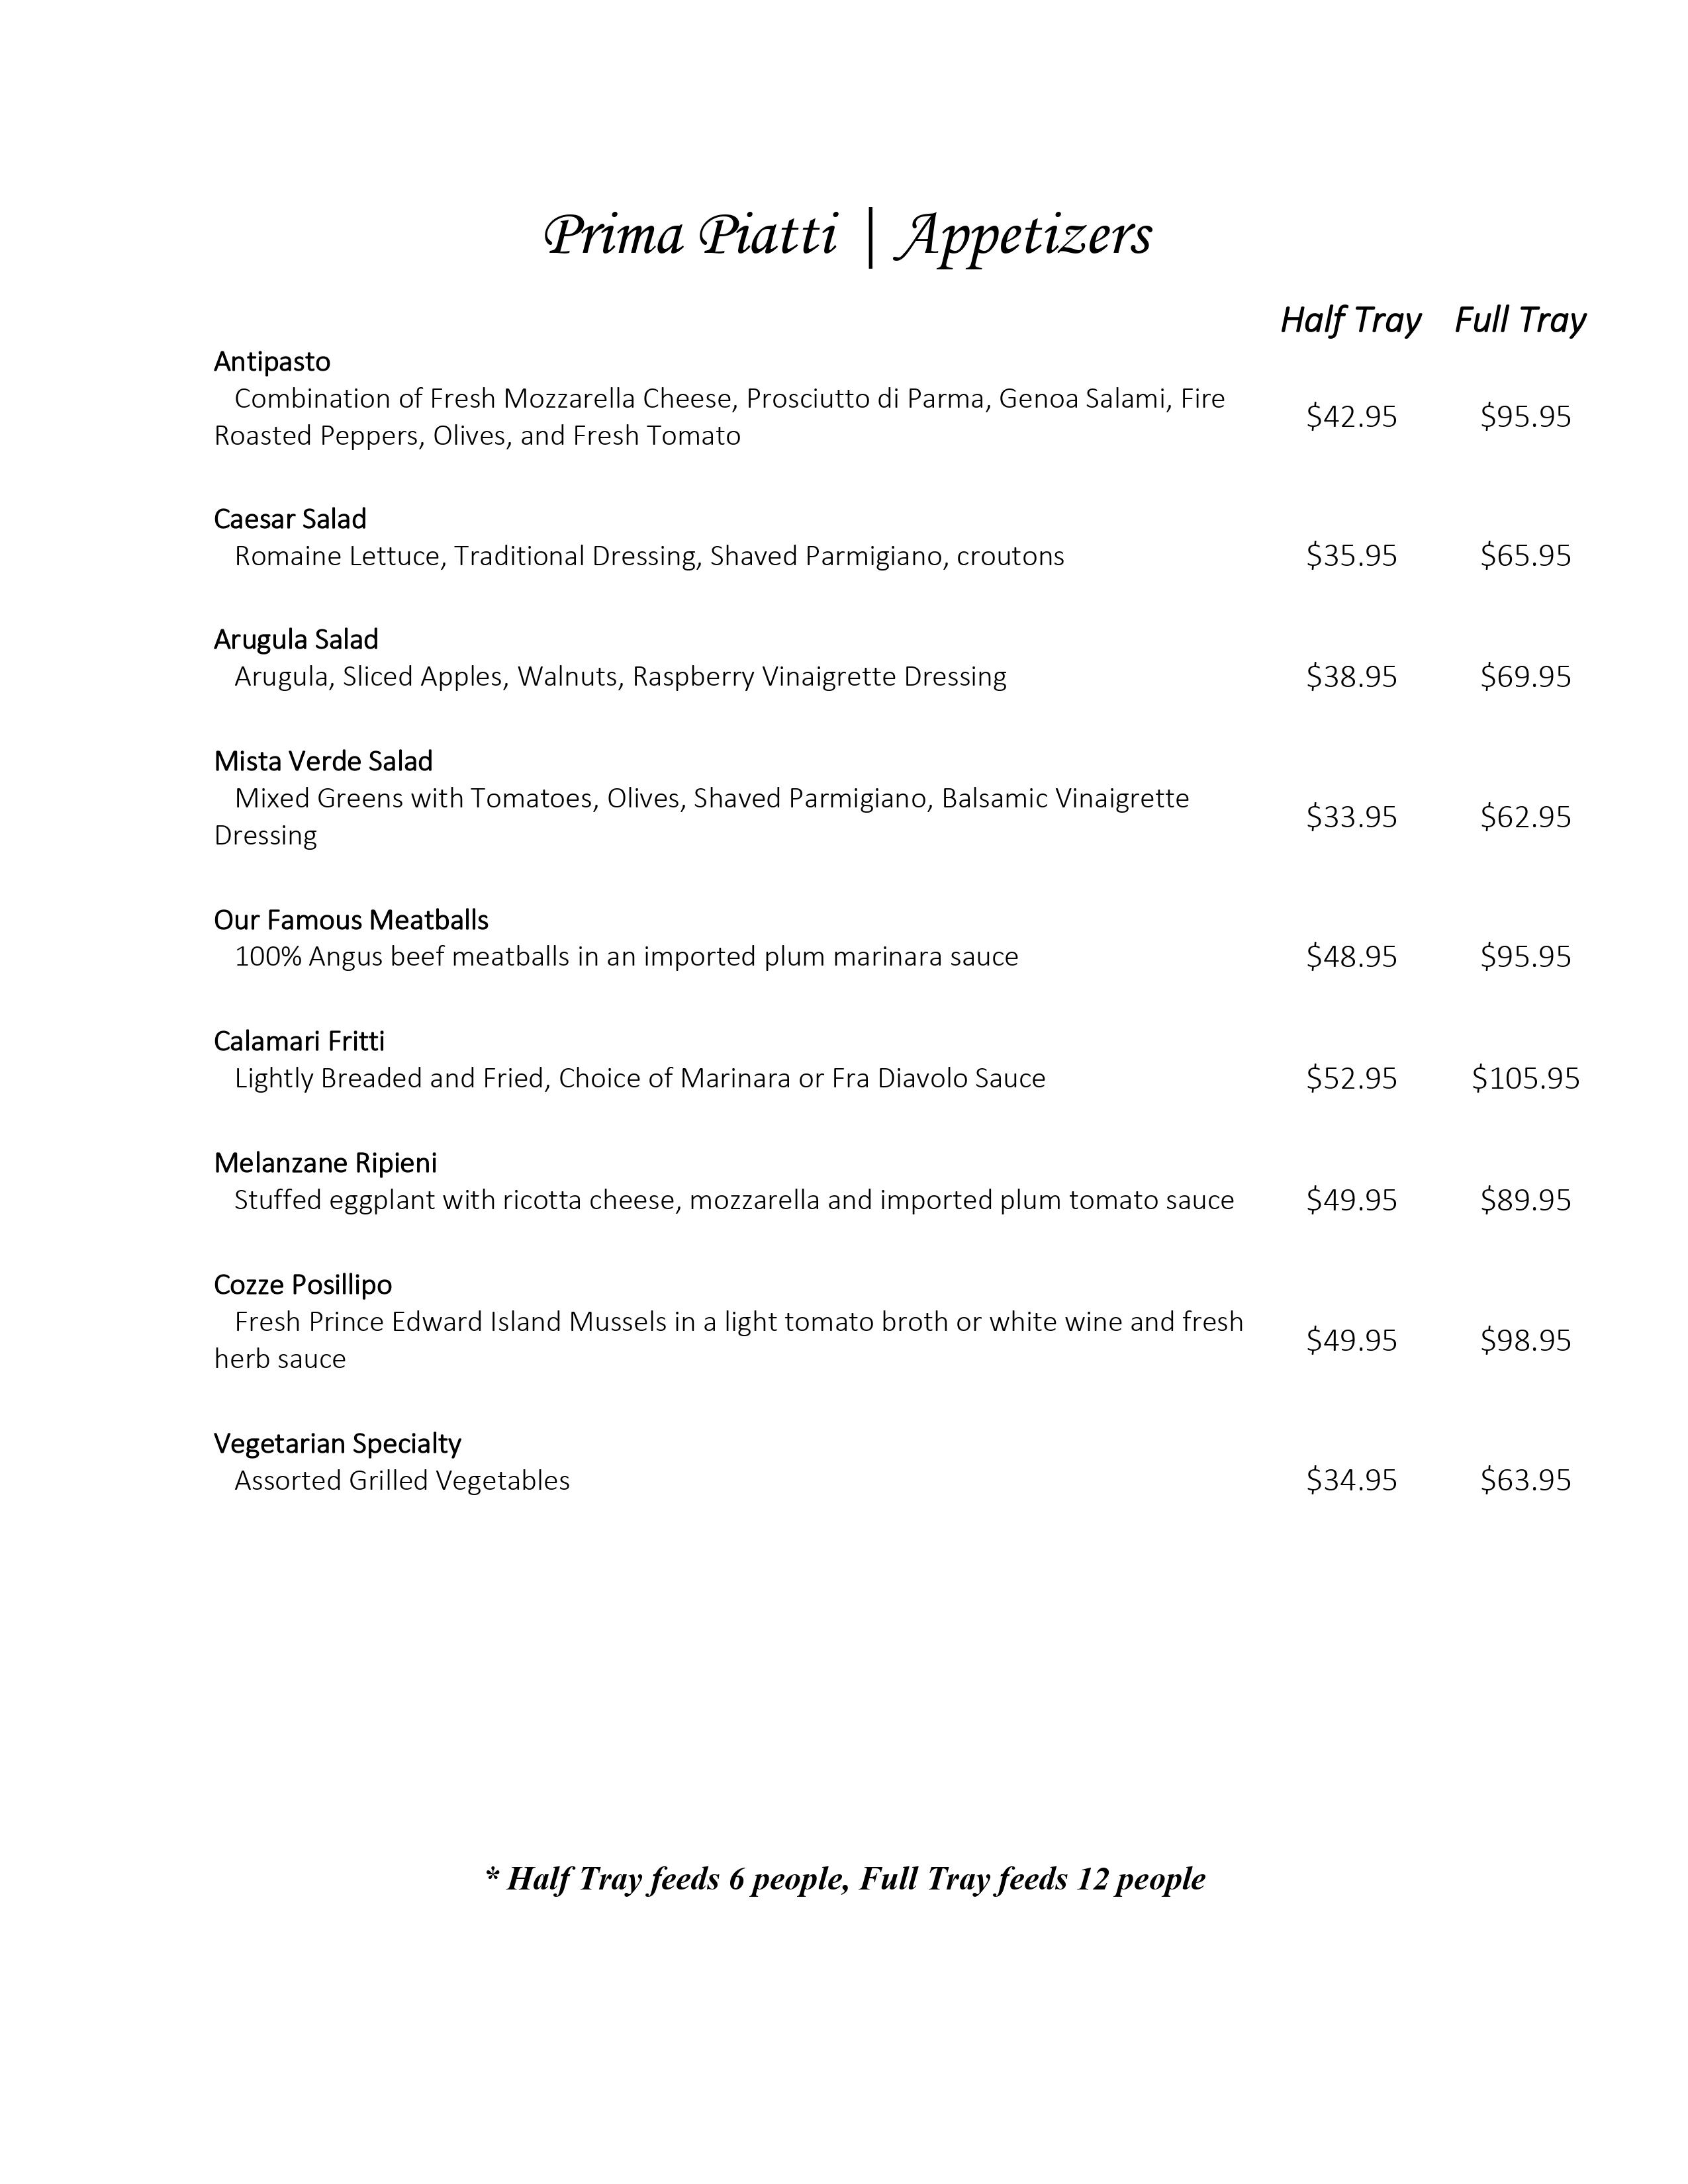 Prima Piatti | Appetizers
Half Tray Full Tray
Antipasto
Combination of Fresh Mozzarella Cheese, Prosciutto di Parma, Genoa Salami, Fire
Roasted Peppers, Olives, and Fresh Tomato
$42.95 $95.95
Caesar Salad
Romaine Lettuce, Traditional Dressing, Shaved Parmigiano, croutons $35.95 $65.95
Arugula Salad
Arugula, Sliced Apples, Walnuts, Raspberry Vinaigrette Dressing $38.95 $69.95
Mista Verde Salad
Mixed Greens with Tomatoes, Olives, Shaved Parmigiano, Balsamic Vinaigrette
Dressing
$33.95 $62.95
Our Famous Meatballs
100% Angus beef meatballs in an imported plum marinara sauce $48.95 $95.95
Calamari Fritti
Lightly Breaded and Fried, Choice of Marinara or Fra Diavolo Sauce $52.95 $105.95
Melanzane Ripieni
Stuffed eggplant with ricotta cheese, mozzarella and imported plum tomato sauce $49.95 $89.95
Cozze Posillipo
Fresh Prince Edward Island Mussels in a light tomato broth or white wine and fresh
herb sauce
$49.95 $98.95
Vegetarian Specialty
Assorted Grilled Vegetables $34.95 $63.95
* Half Tray feeds 6 people, Full Tray feeds 12 people